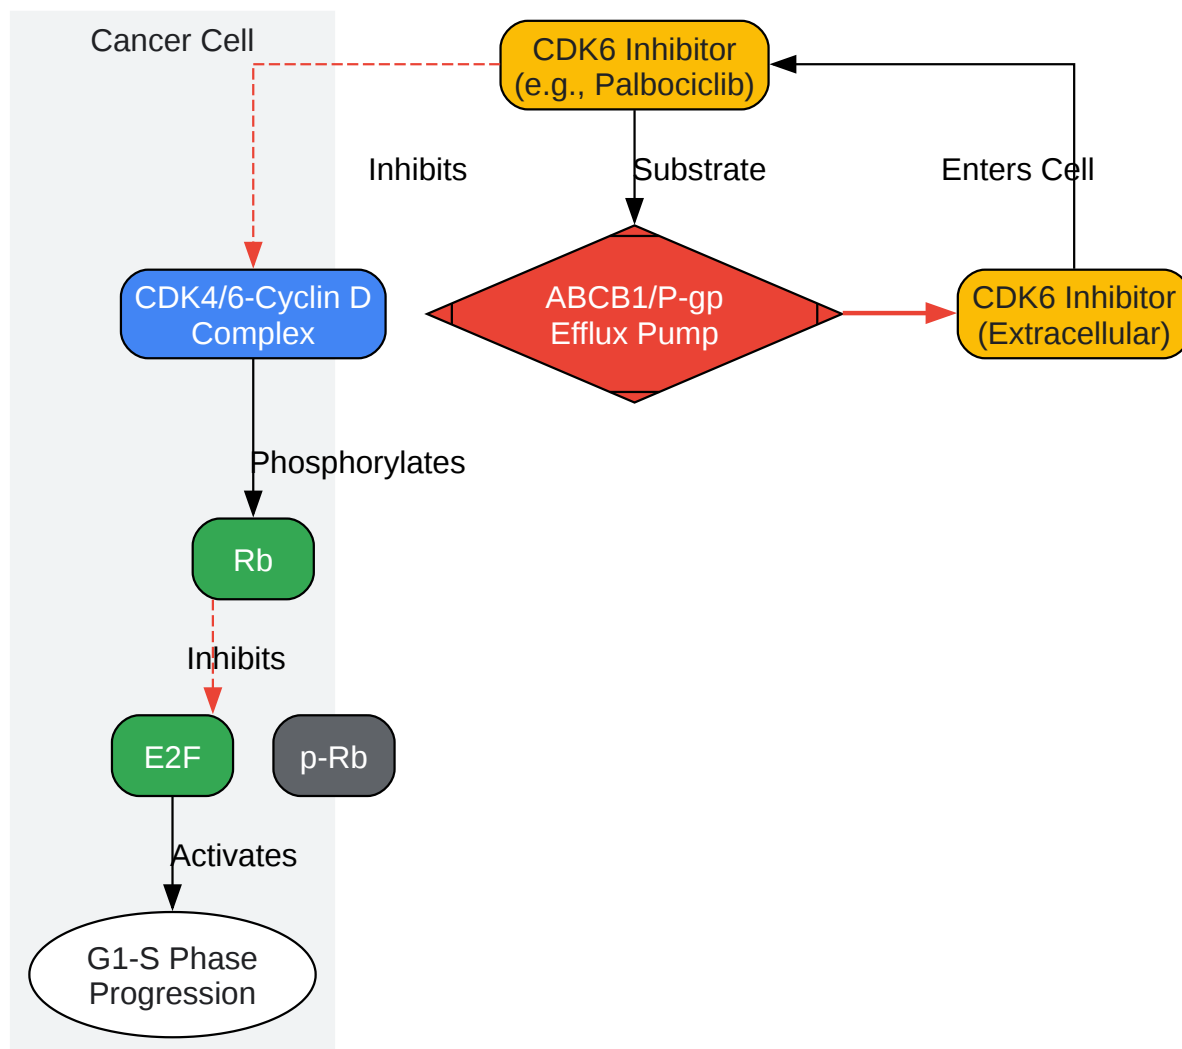 Cancer Cell
CDK6 Inhibitor
(e.g., Palbociclib)
Inhibits
Substrate
Enters Cell
CDK4/6-Cyclin D
Complex
ABCB1/P-gp
Efflux Pump
CDK6 Inhibitor
(Extracellular)
Phosphorylates
Rb
Inhibits
E2F
p-Rb
Activates
G1-S Phase
Progression